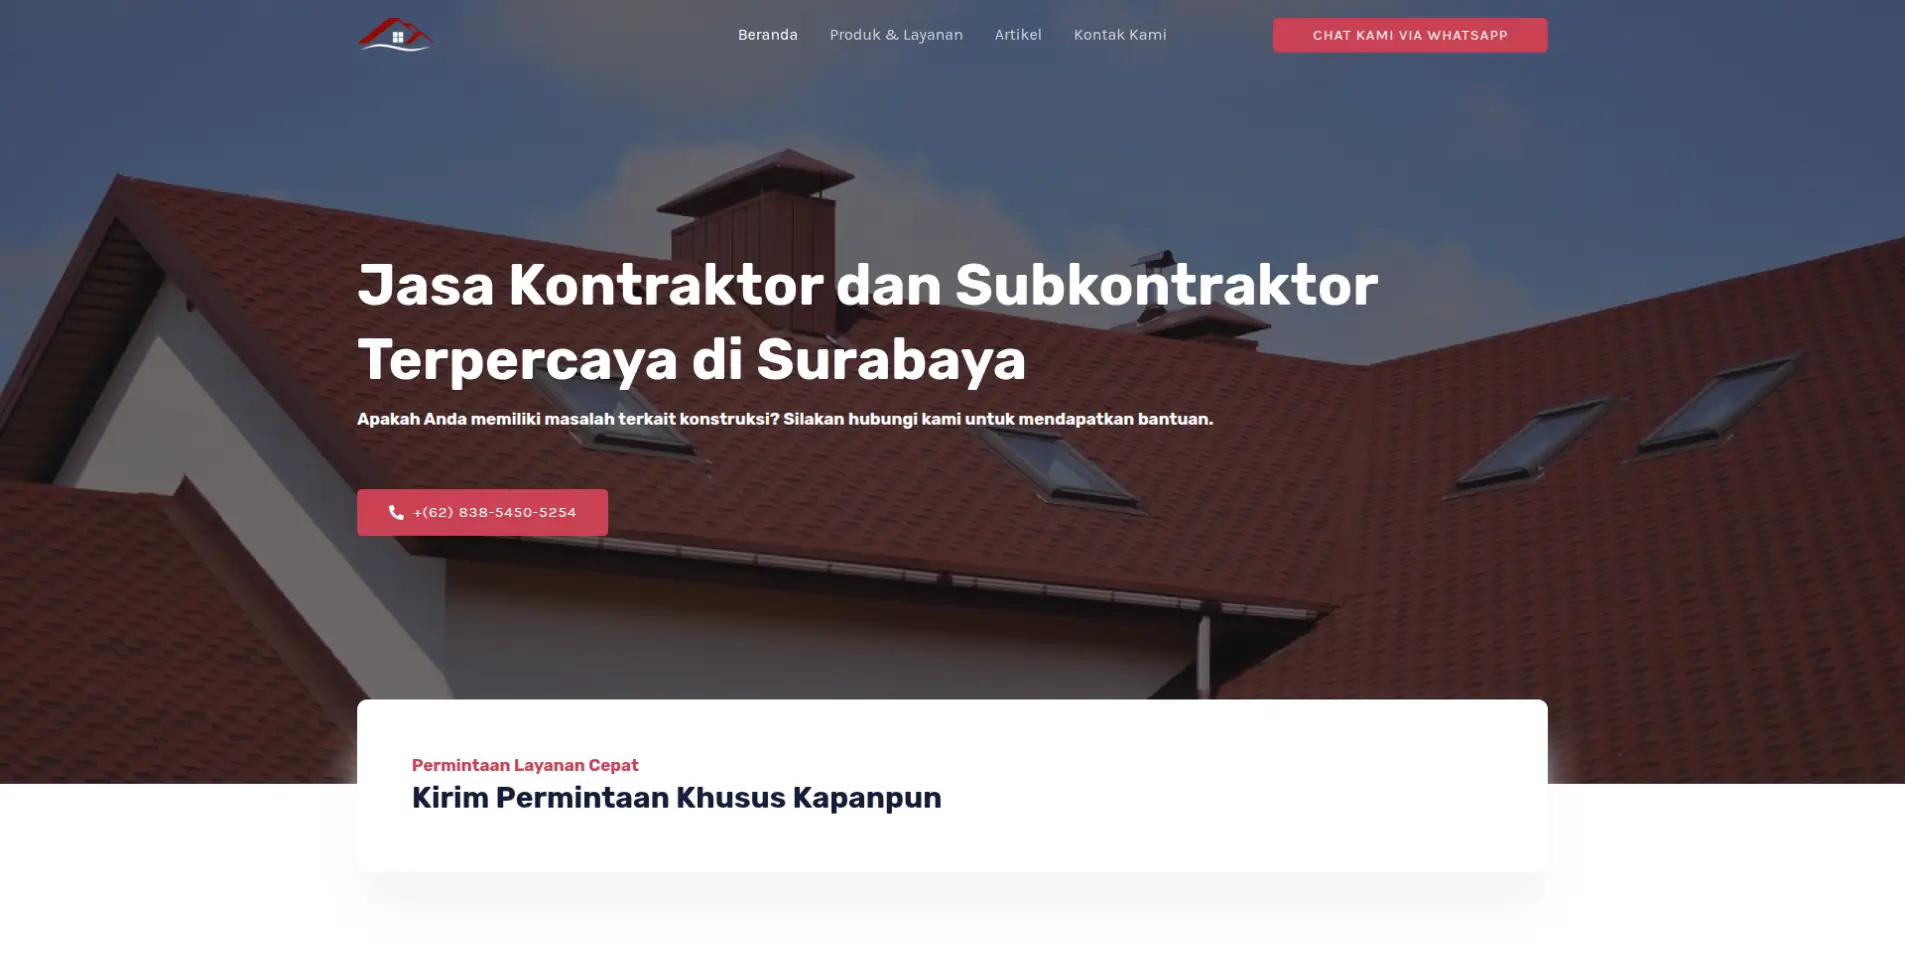 Beranda
Produk & Layanan
Artikel
Kontak Kami
CHAT KAMI VIA WHATSAPP
Jasa Kontraktor dan Subkontraktor
Terpercaya di Surabaya
Apakah Anda memiliki masalah terkait konstruksi? Silakan hubungi kami untuk mendapatkan bantuan.
+(62) 838-5450-5254
Permintaan Layanan Cepat
Kirim Permintaan Khusus Kapanpun